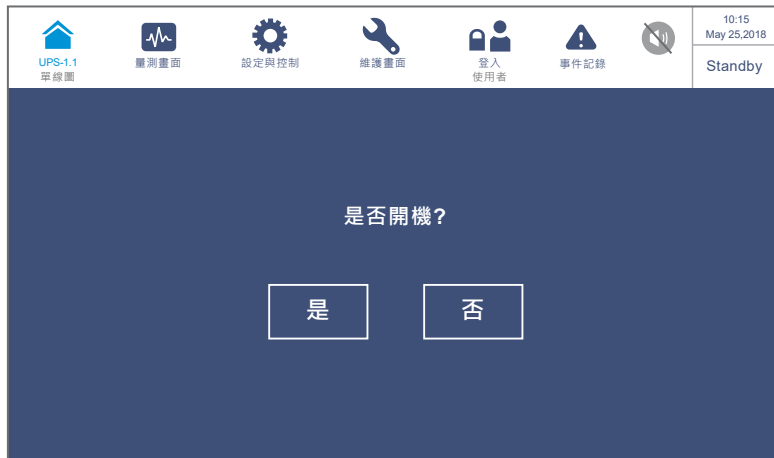 UPS-1.1
單線圖
量測畫面
設定與控制
維護畫面
登入
使用者
事件記錄
10:15
May 25,2018
Standby
是否開機?
是
否